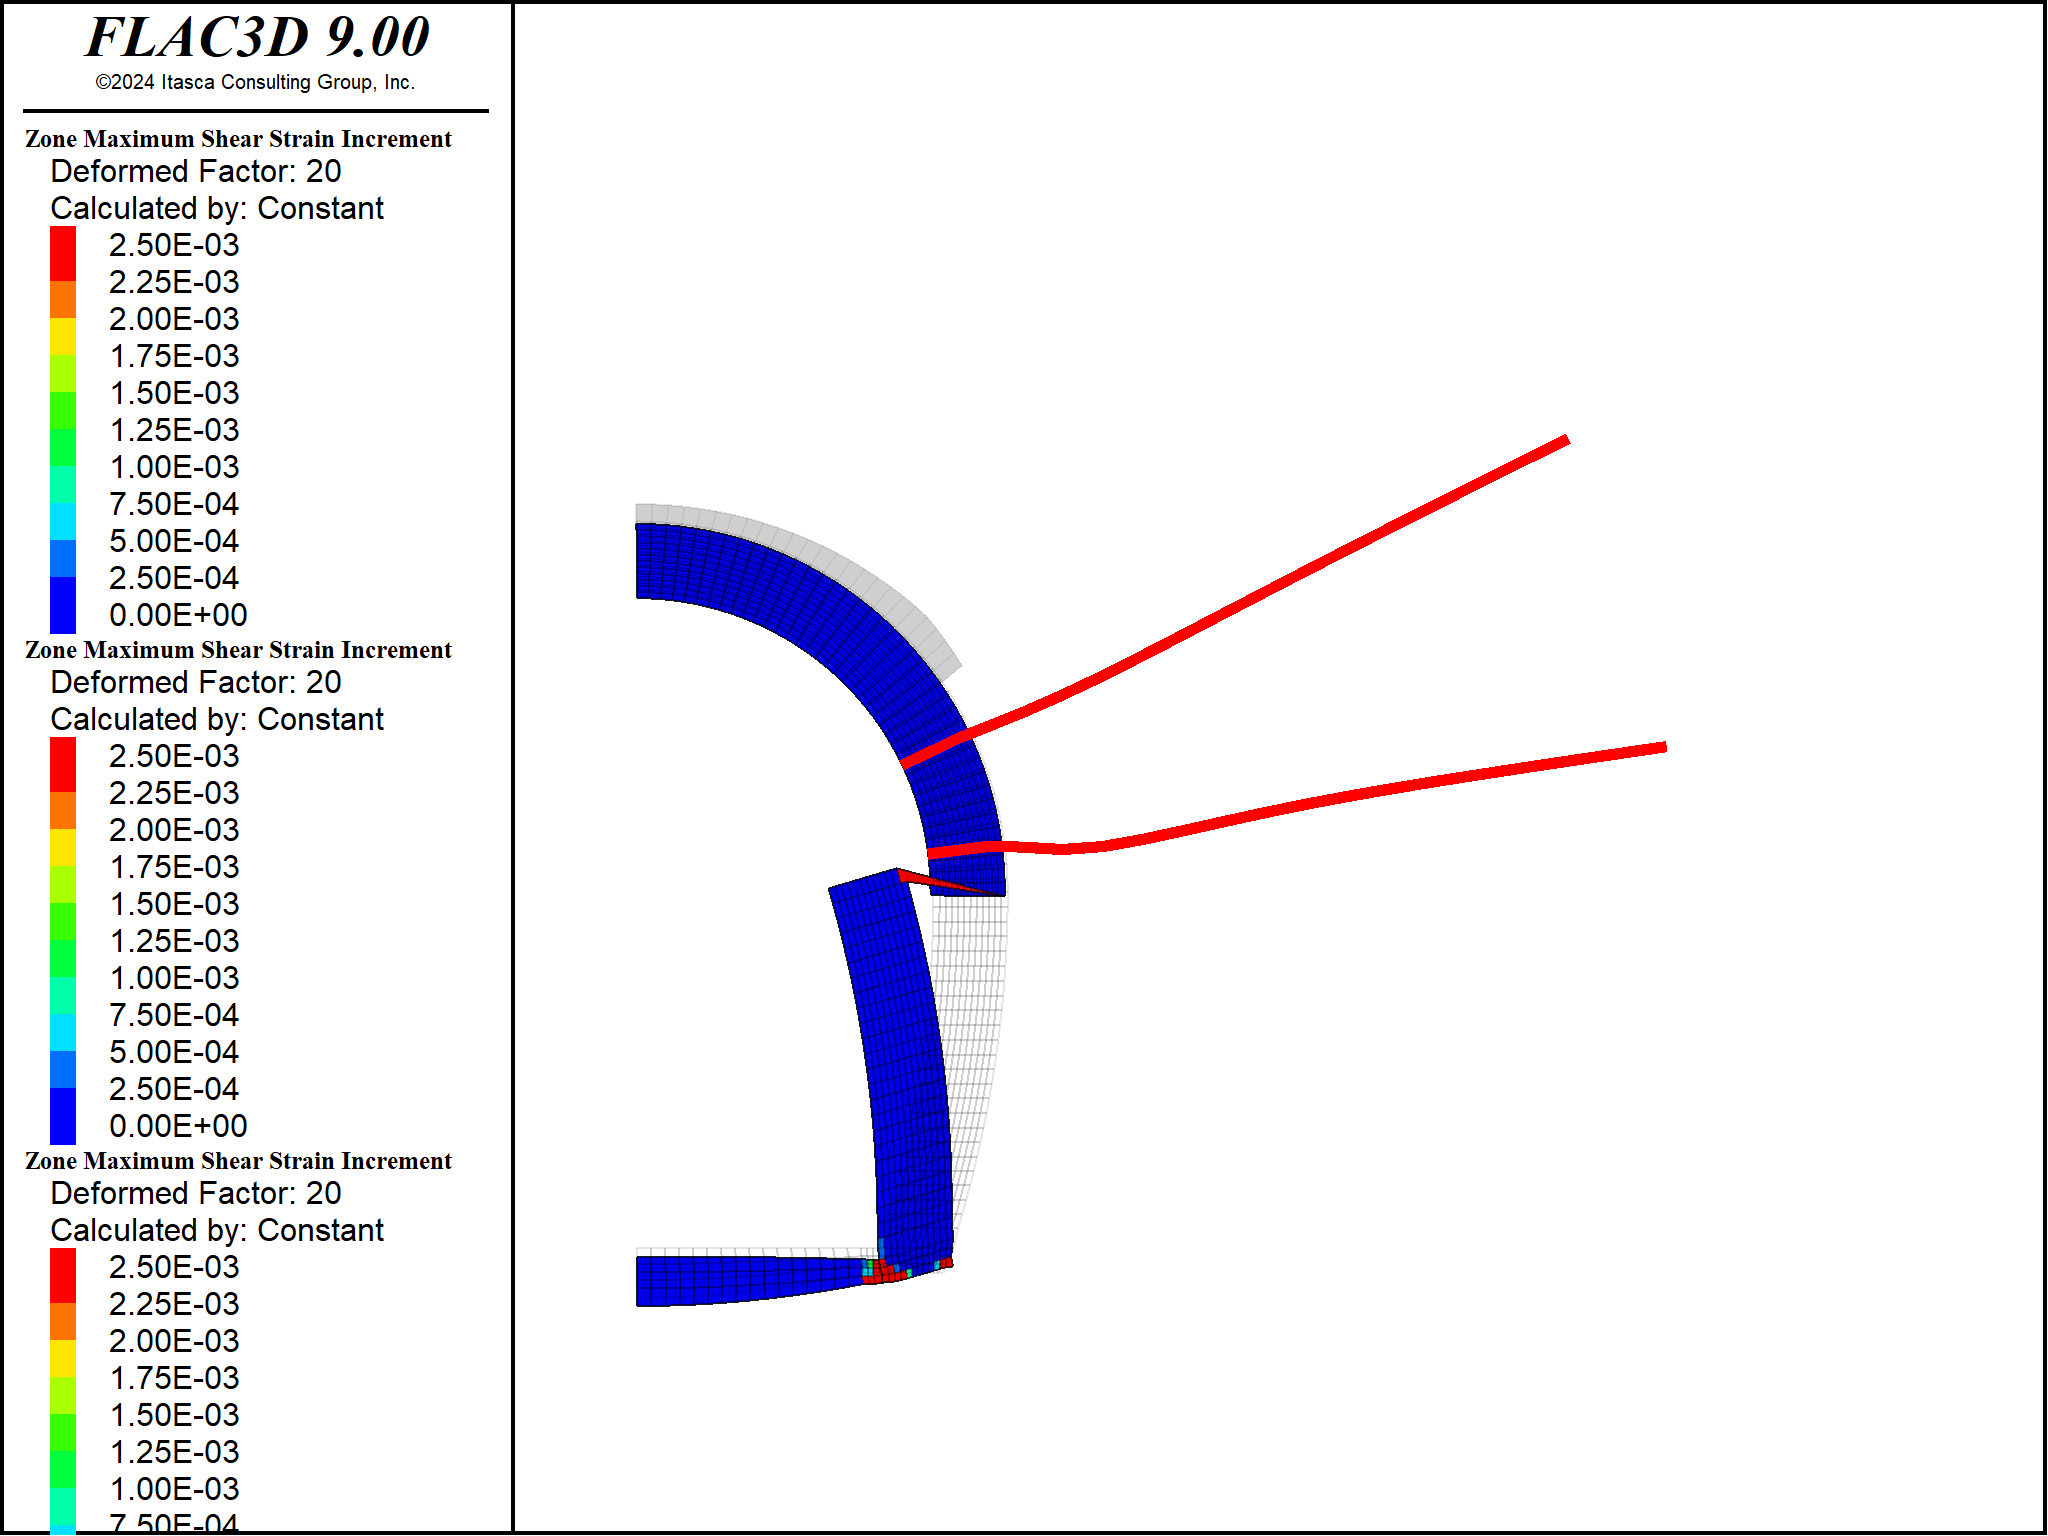 FLAC3D 9.00
©2024 Itasca Consulting Group, Inc.
Zone Maximum Shear Strain Increment
Deformed Factor: 20
Calculated by: Constant
2.50E-03
2.25E-03
2.00E-03
1.75E-03
1.50E-03
1.25E-03
1.00E-03
7.50E-04
5.00E-04
2.50E-04
0.00E+00
Zone Maximum Shear Strain Increment
Deformed Factor: 20
Calculated by: Constant
2.50E-03
2.25E-03
2.00E-03
1.75E-03
1.50E-03
1.25E-03
1.00E-03
7.50E-04
5.00E-04
2.50E-04
0.00E+00
Zone Maximum Shear Strain Increment
Deformed Factor: 20
Calculated by: Constant
2.50E-03
2.25E-03
2.00E-03
1.75E-03
1.50E-03
1.25E-03
1.00E-03
7.50E-04